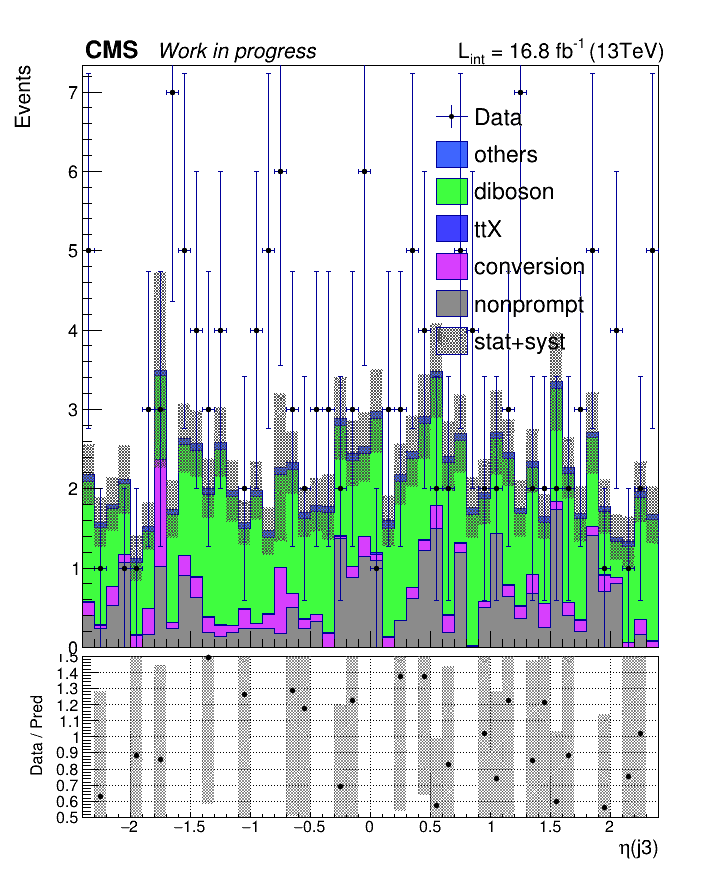 CMS Work in progress L_int = 16.8 fb^-1 (13TeV)
Events
7
6
5
4
3
2
1
0
Data
others
diboson
ttX
conversion
nonprompt
stat+syst
Data / Pred
1.5
1.4
1.3
1.2
1.1
1
0.9
0.8
0.7
0.6
0.5
−2 −1.5 −1 −0.5 0 0.5 1 1.5 2
η(j3)